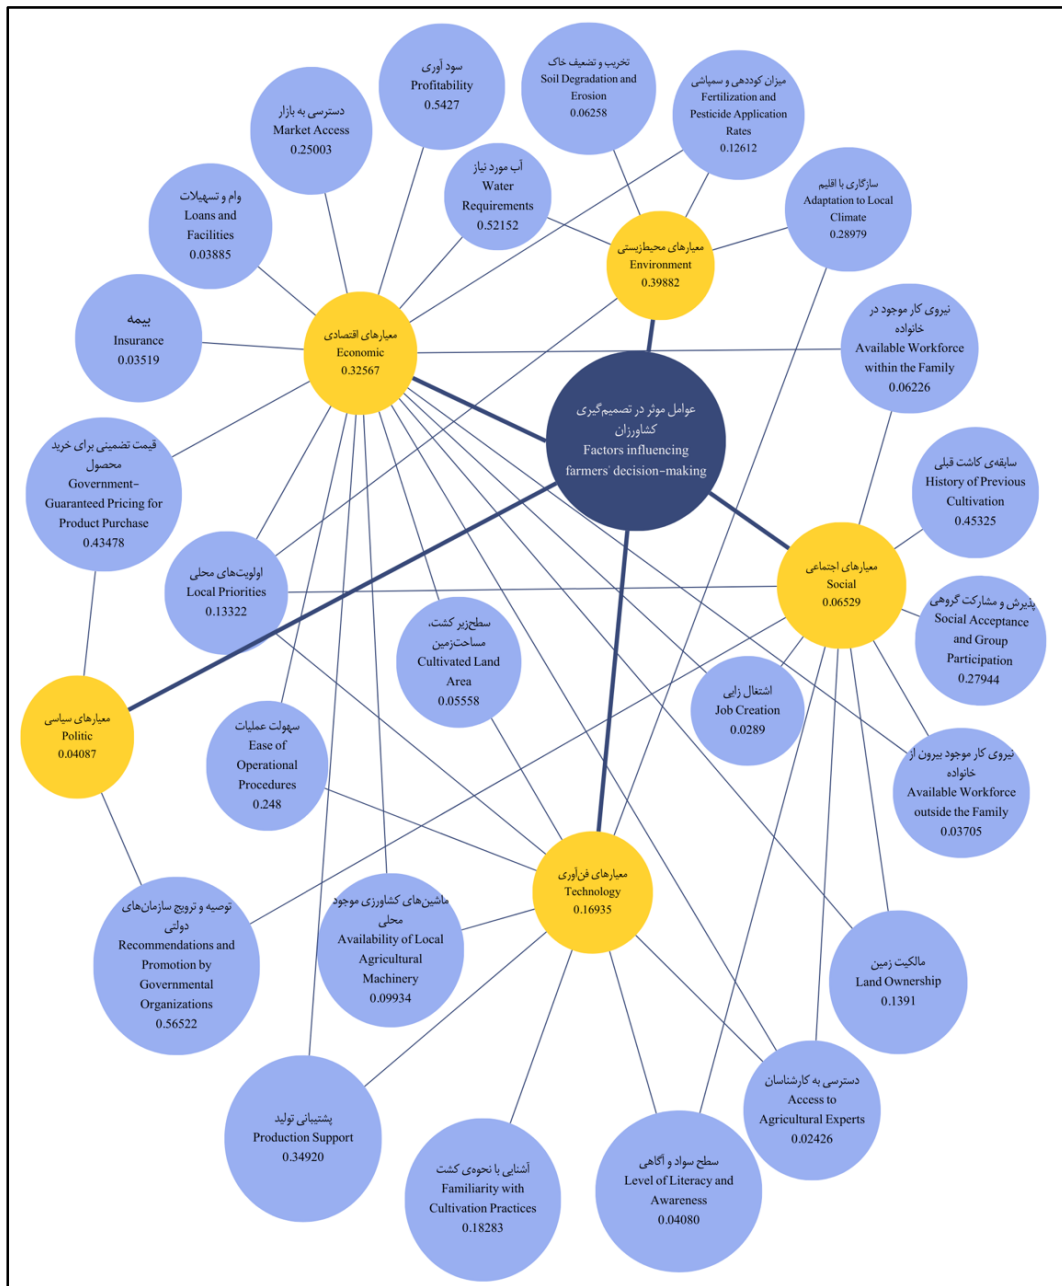 سود آوری
Profitability
0.5427
تخریب و تضعیف خاک
Soil Degradation and
Erosion
0.06258
میزان کوددهی و سمپاشی
Fertilization and
Pesticide Application
Rates
0.12612
دسترسی به بازار
Market Access
0.25003
آب مورد نیاز
Water
Requirements
0.52152
سازگاری با اقلیم
Adaptation to Local
Climate
0.28979
وام و تسهیلات
Loans and
Facilities
0.03885
معیارهای محیط‌زیستی
Environment
0.39882
بیمه
Insurance
0.03519
معیارهای اقتصادی
Economic
0.32567
نیروی کار موجود در
خانواده
Available Workforce
within the Family
0.06226
عوامل موثر در تصمیم‌گیری
کشاورزان
Factors influencing
farmers' decision-making
قیمت تضمینی برای خرید
محصول
Government-
Guaranteed Pricing for
Product Purchase
0.43478
سابقه‌ی کاشت قبلی
History of Previous
Cultivation
0.45325
اولویت‌های محلی
Local Priorities
0.13322
معیارهای اجتماعی
Social
0.06529
پذیرش و مشارکت گروهی
Social Acceptance
and Group
Participation
0.27944
سطح‌زیر کشت،
مساحت‌زمین
Cultivated Land
Area
0.05558
اشتغال زایی
Job Creation
0.0289
معیارهای سیاسی
Politic
0.04087
سهولت عملیات
Ease of
Operational
Procedures
0.248
نیروی کار موجود بیرون از
خانواده
Available Workforce
outside the Family
0.03705
معیارهای فن‌آوری
Technology
0.16935
توصیه و ترویج سازمان‌های
دولتی
Recommendations and
Promotion by
Governmental
Organizations
0.56522
ماشین‌های کشاورزی موجود
محلی
Availability of Local
Agricultural
Machinery
0.09934
مالکیت زمین
Land Ownership
0.1391
پشتیبانی تولید
Production Support
0.34920
آشنایی با نحوه‌ی کشت
Familiarity with
Cultivation Practices
0.18283
سطح سواد و آگاهی
Level of Literacy and
Awareness
0.04080
دسترسی به کارشناسان
Access to
Agricultural Experts
0.02426